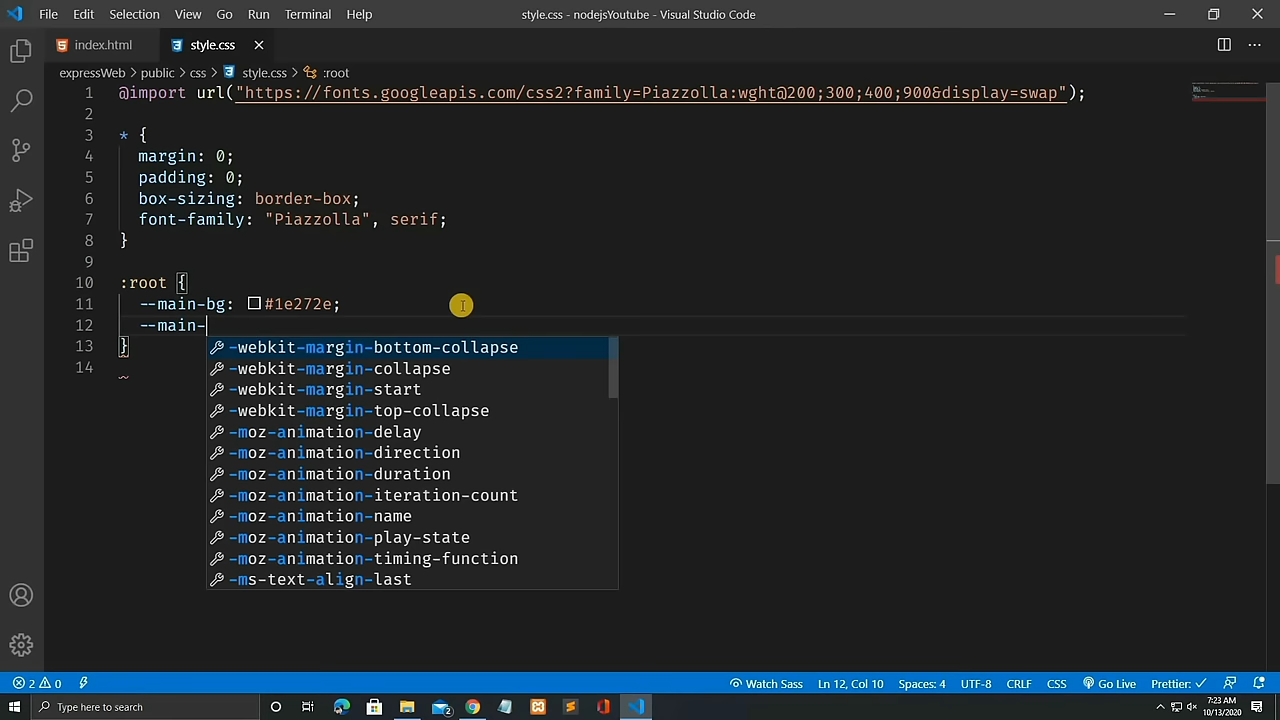 File Edit Selection View Go Run Terminal Help style.css - nodejsYoutube - Visual Studio Code
index.html style.css
expressWeb > public > css > style.css > :root
1 @import url("https://fonts.googleapis.com/css2?family=Piazzolla:wght@200;300;400;900&display=swap");
2
3 * {
4 margin: 0;
5 padding: 0;
6 box-sizing: border-box;
7 font-family: "Piazzolla", serif;
8 }
9
10 :root {
11 --main-bg: #1e272e;
12 --main-
13 }
14
-webkit-margin-bottom-collapse
-webkit-margin-collapse
-webkit-margin-start
-webkit-margin-top-collapse
-moz-animation-delay
-moz-animation-direction
-moz-animation-duration
-moz-animation-iteration-count
-moz-animation-name
-moz-animation-play-state
-moz-animation-timing-function
-ms-text-align-last
2 0 Watch Sass Ln 12, Col 10 Spaces: 4 UTF-8 CRLF CSS Go Live Prettier: ✓
Type here to search 2 7:23 AM
10/13/2020